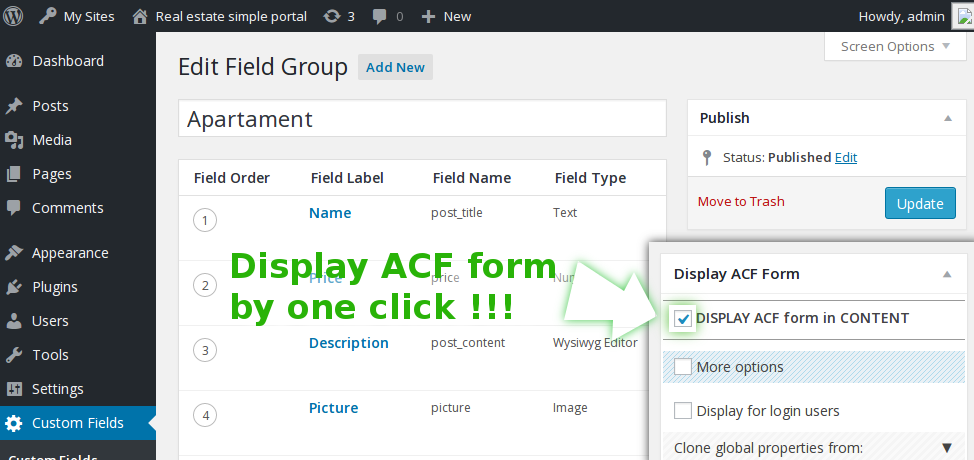 My Sites Real estate simple portal 3 0 New Howdy, admin
Screen Options
Dashboard
Posts
Media
Pages
Comments
Appearance
Plugins
Users
Tools
Settings
Custom Fields
Custom Fields
Edit Field Group Add New
Apartament
Field Order Field Label Field Name Field Type
1 Name post_title Text
2 Price price
3 Description post_content Wysiwyg Editor
4 Picture picture Image
Display ACF form
by one click !!!
Publish
Status: Published Edit
Move to Trash Update
Display ACF Form
DISPLAY ACF form in CONTENT
More options
Display for login users
Clone global properties from: